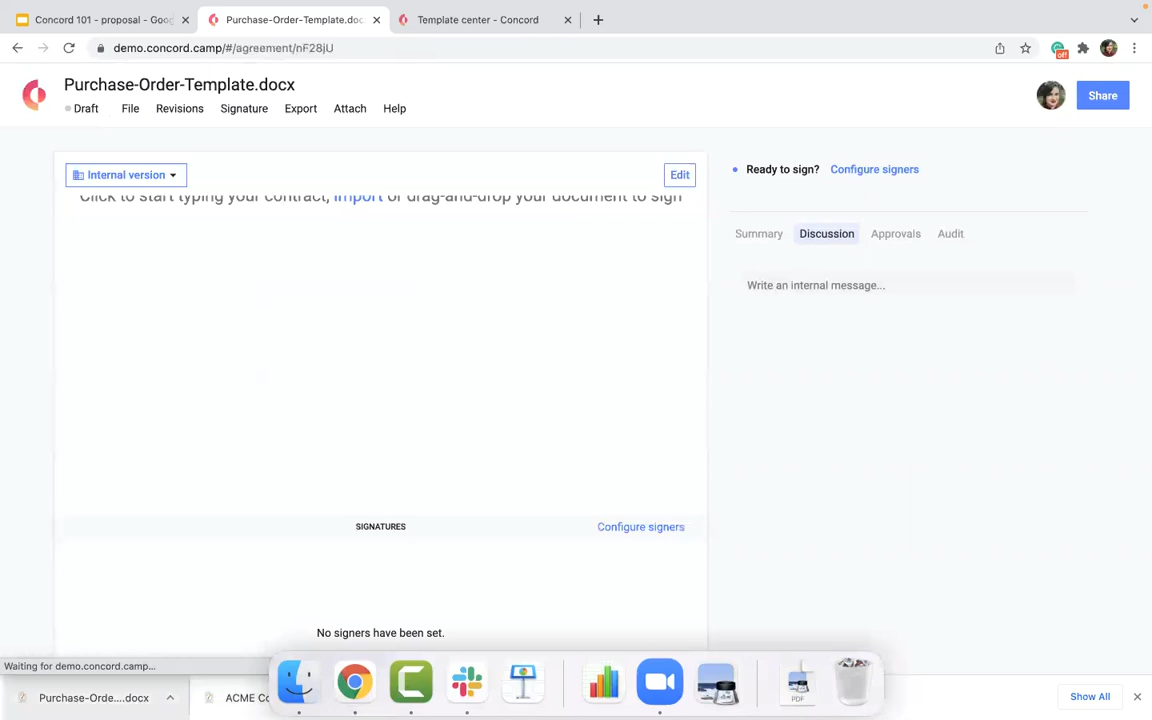 Concord 101 - proposal - Goog
Purchase-Order-Template.doc
Template center - Concord
demo.concord.camp/#/agreement/nF28jU
off
Purchase-Order-Template.docx
Draft File Revisions Signature Export Attach Help
Share
Internal version
Edit
Click to start typing your contract, import or drag-and-drop your document to sign
Ready to sign? Configure signers
Summary Discussion Approvals Audit
Write an internal message...
SIGNATURES
Configure signers
No signers have been set.
Waiting for demo.concord.camp...
Purchase-Orde....docx
ACME Co
PDF
Show All